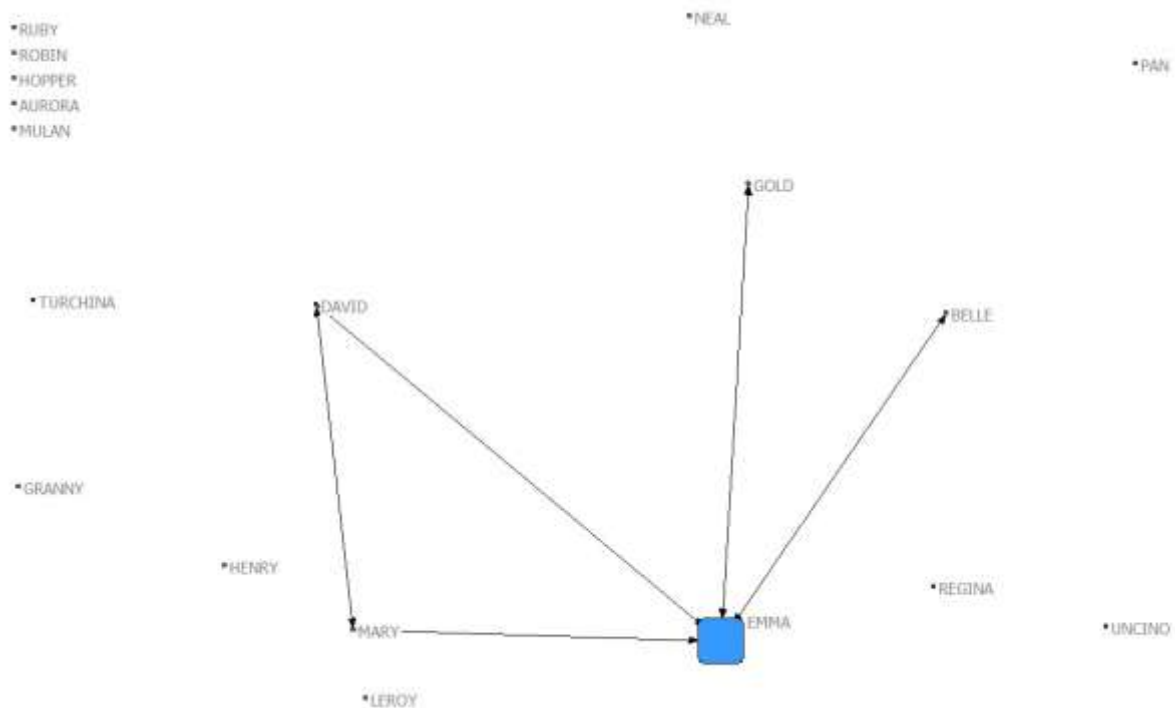 RUBY
ROBIN
HOPPER
AURORA
MULAN
NEAL
PAN
GOLD
TURCHINA
DAVID
BELLE
GRANNY
HENRY
REGINA
MARY
EMMA
UNCINO
LEROY